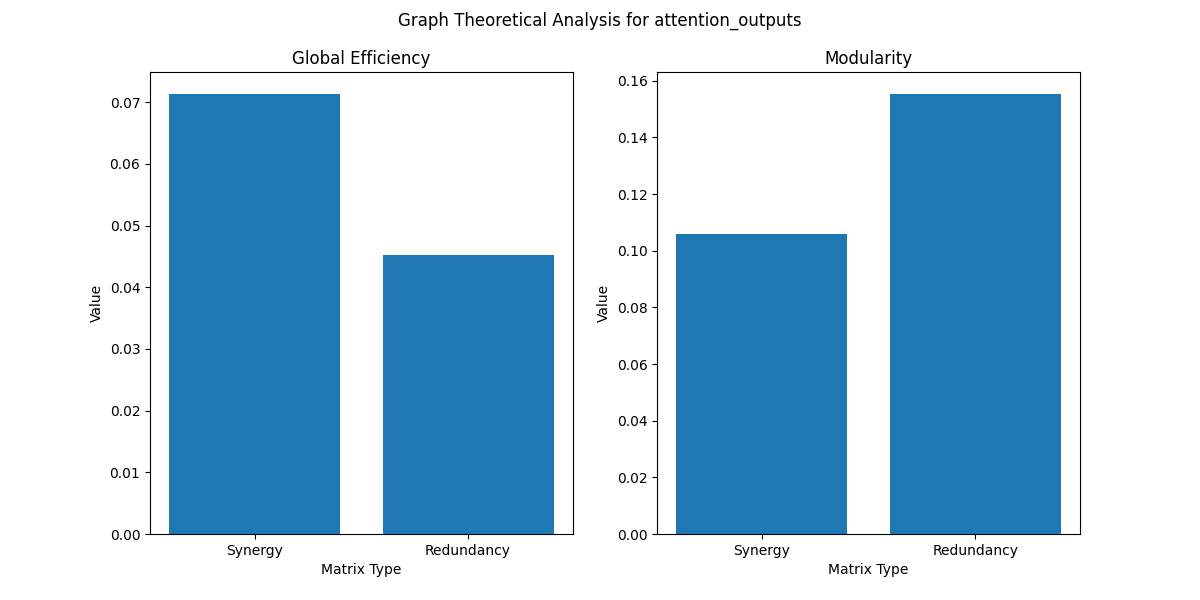 Graph Theoretical Analysis for attention_outputs
Global Efficiency
0.07
0.06
0.05
0.04
0.03
0.02
0.01
0.00
Value
Synergy
Redundancy
Matrix Type
Modularity
0.16
0.14
0.12
0.10
0.08
0.06
0.04
0.02
0.00
Value
Synergy
Redundancy
Matrix Type